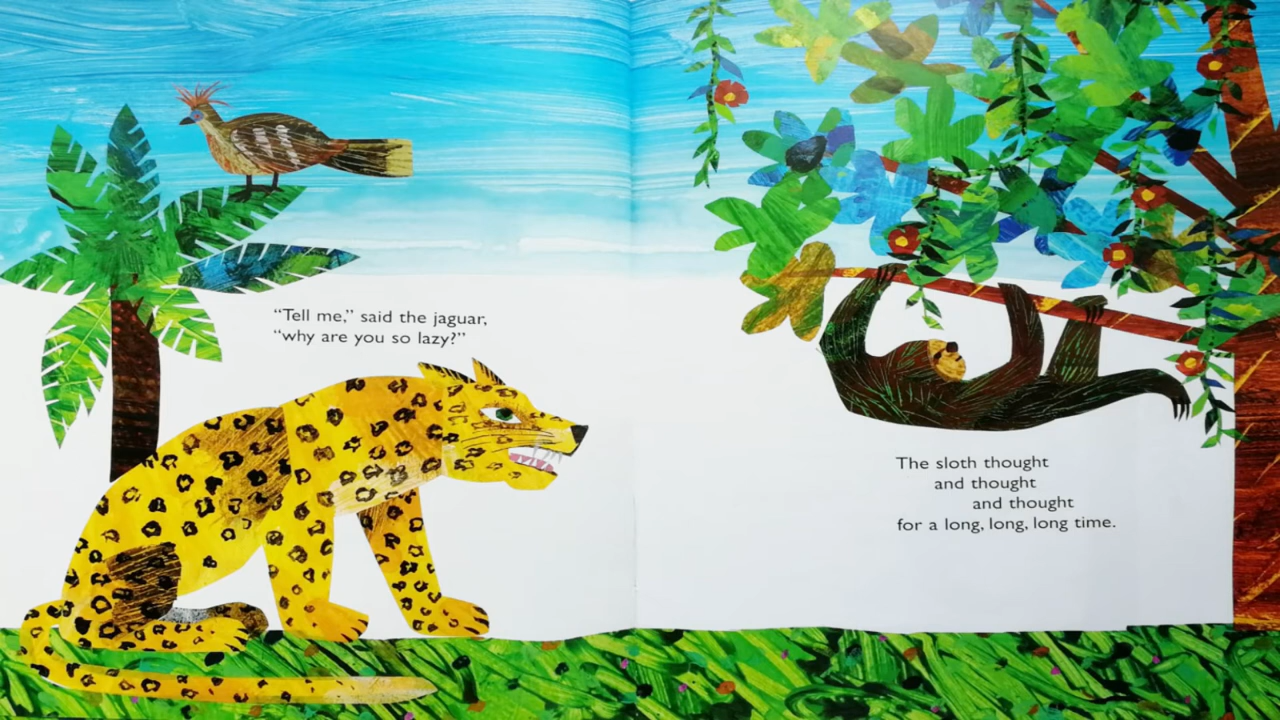 “Tell me,” said the jaguar,
“why are you so lazy?”
The sloth thought
and thought
and thought
for a long, long, long time.